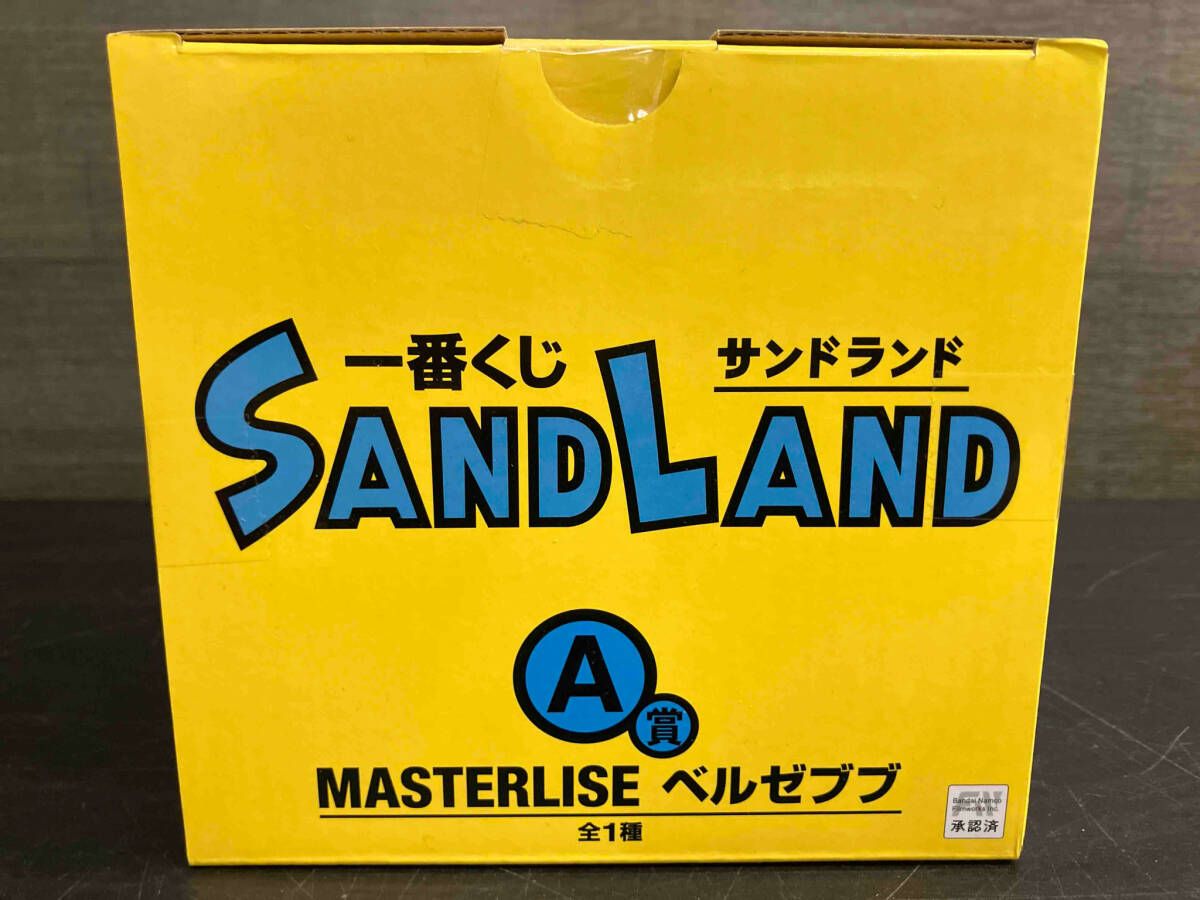 一番くじ
サンドランド
SAND LAND
A賞
MASTERLISE ベルゼブブ
全1種
Bandai Namco
Filmworks Inc.
承認済